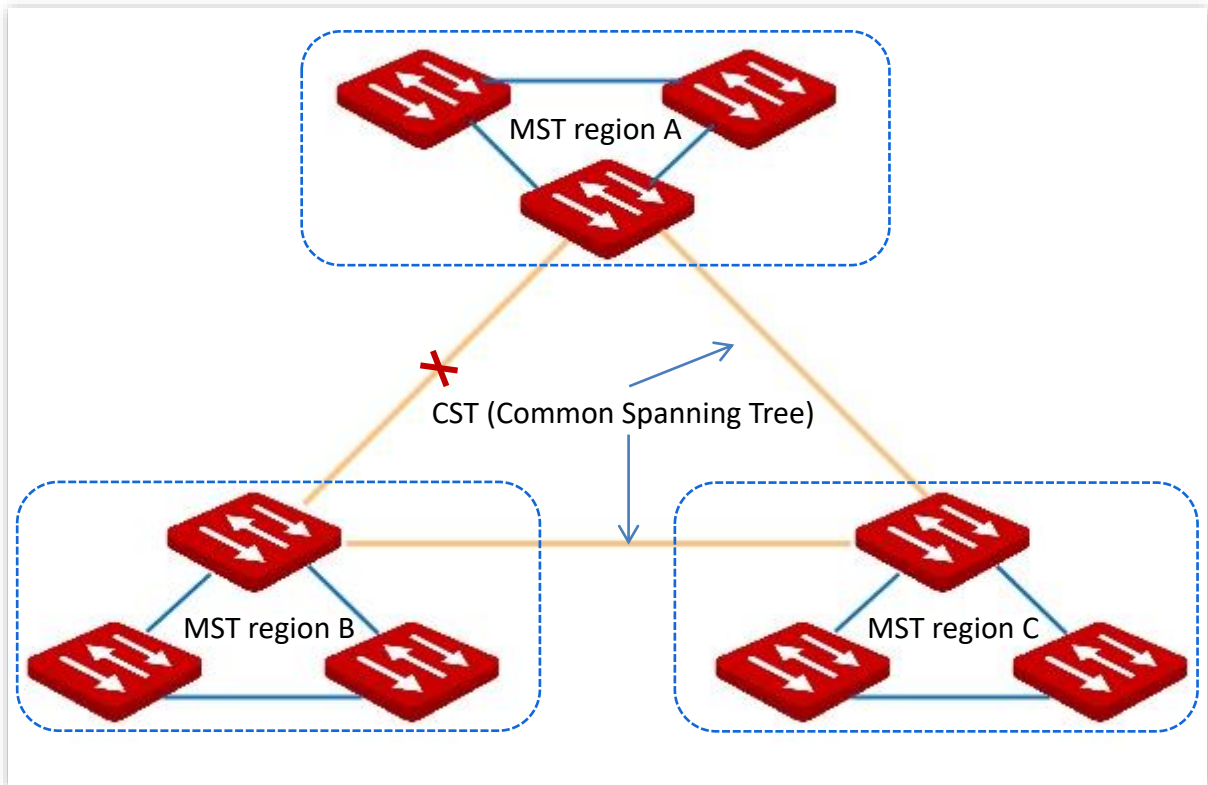 MST region A
CST (Common Spanning Tree)
MST region B
MST region C